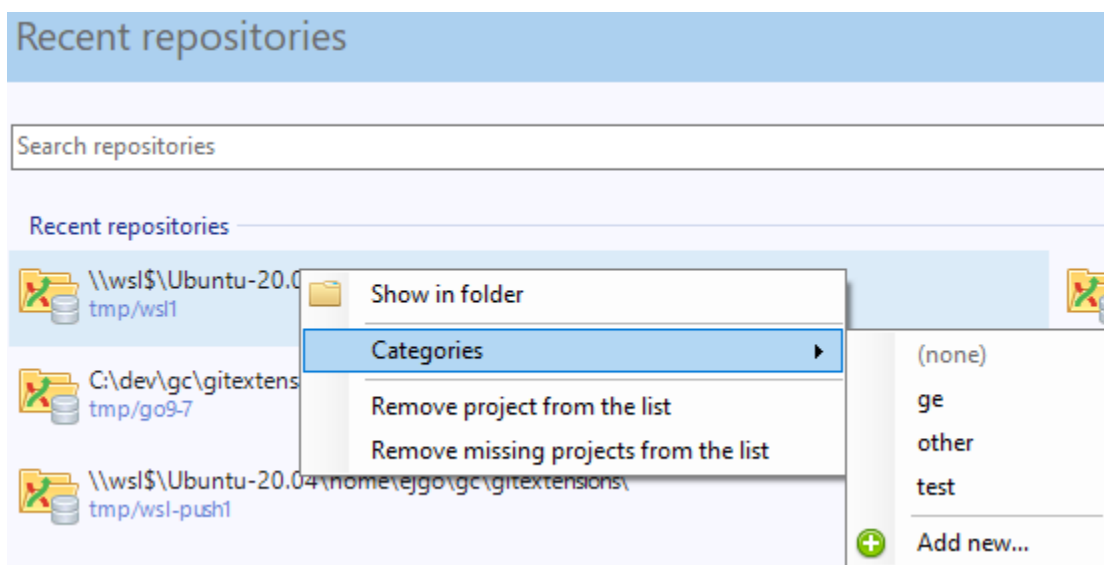 Recent repositories
Search repositories
Recent repositories
\\wsl$\Ubuntu-20.0
tmp/wsl1
Show in folder
Categories
(none)
C:\dev\gc\gitextens
tmp/go9-7
ge
Remove project from the list
other
Remove missing projects from the list
\\wsl$\Ubuntu-20.04\home\ejgo\gc\gitextensions\
tmp/wsl-push1
test
Add new...